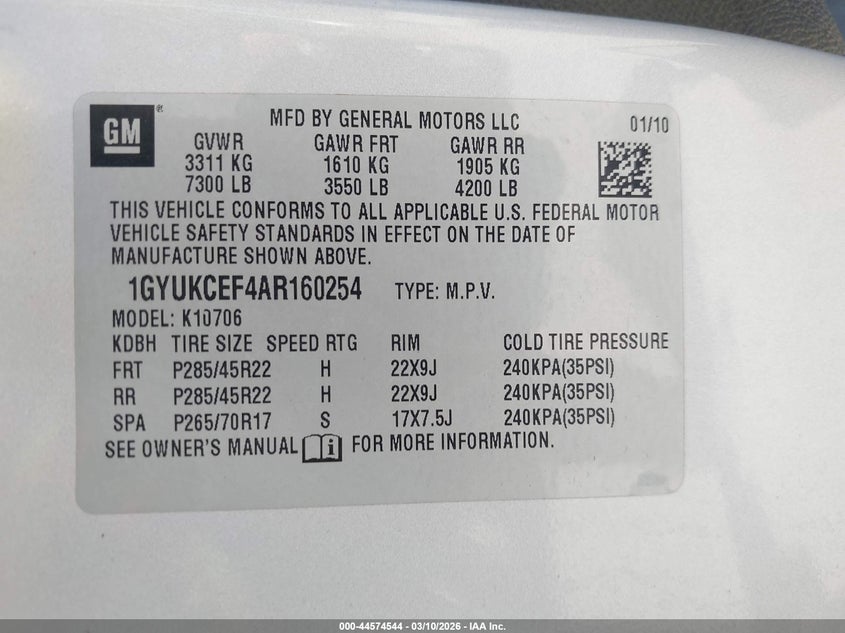 GM ®
MFD BY GENERAL MOTORS LLC 01/10
GVWR GAWR FRT GAWR RR
3311 KG 1610 KG 1905 KG
7300 LB 3550 LB 4200 LB
THIS VEHICLE CONFORMS TO ALL APPLICABLE U.S. FEDERAL MOTOR
VEHICLE SAFETY STANDARDS IN EFFECT ON THE DATE OF
MANUFACTURE SHOWN ABOVE.
1GYUKCEF4AR160254 TYPE: M.P.V.
MODEL: K10706
KDBH TIRE SIZE SPEED RTG RIM COLD TIRE PRESSURE
FRT P285/45R22 H 22X9J 240KPA(35PSI)
RR P285/45R22 H 22X9J 240KPA(35PSI)
SPA P265/70R17 S 17X7.5J 240KPA(35PSI)
SEE OWNER'S MANUAL i FOR MORE INFORMATION.
000-44574544 — 03/10/2026 — IAA Inc.